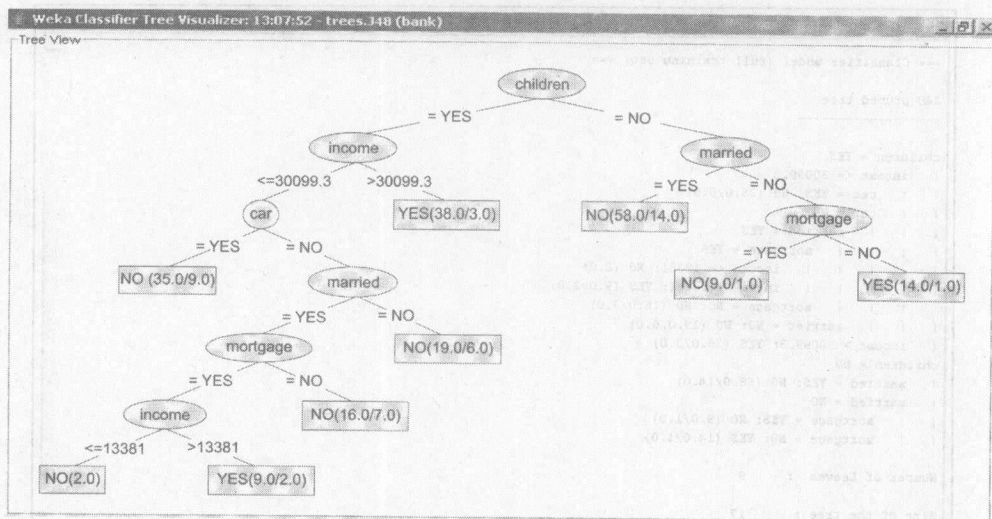 Weka Classifier Tree Visualizer: 13:07:52 - trees.J48 (bank)
Tree View
children
= YES = NO
income married
<=30099.3 >30099.3 = YES = NO
car YES(38.0/3.0) NO(58.0/14.0) mortgage
= YES = NO = YES = NO
NO (35.0/9.0) married NO(9.0/1.0) YES(14.0/1.0)
= YES = NO
mortgage NO(19.0/6.0)
= YES = NO
income NO(16.0/7.0)
<=13381 >13381
NO(2.0) YES(9.0/2.0)